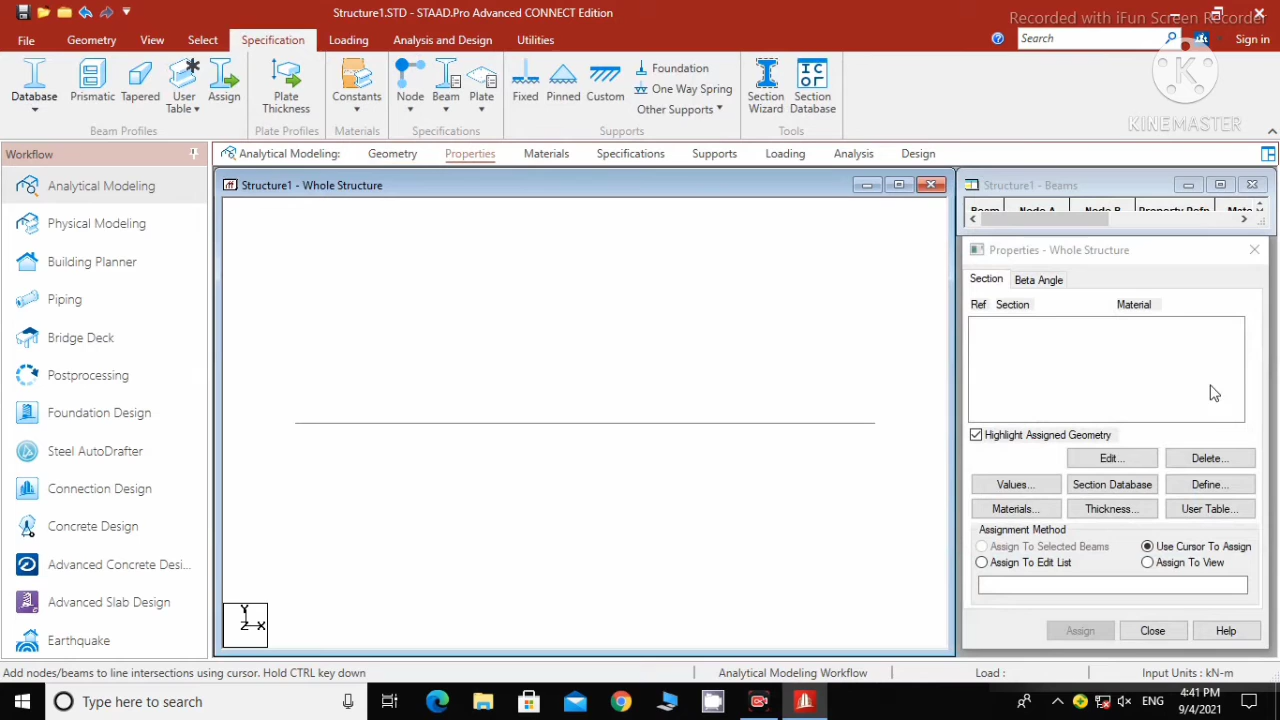 Structure1.STD - STAAD.Pro Advanced CONNECT Edition
Recorded with iFun Screen Recorder
File Geometry View Select Specification Loading Analysis and Design Utilities
Search
Sign in
Database Prismatic Tapered User Table Assign
Beam Profiles
Plate Thickness
Plate Profiles
Constants
Materials
Node Beam Plate
Specifications
Fixed Pinned Custom
Foundation
One Way Spring
Other Supports
Supports
Section Wizard
Section Database
Tools
K
KINEMASTER
Workflow
Analytical Modeling: Geometry Properties Materials Specifications Supports Loading Analysis Design
Analytical Modeling
Physical Modeling
Building Planner
Piping
Bridge Deck
Postprocessing
Foundation Design
Steel AutoDrafter
Connection Design
Concrete Design
Advanced Concrete Desi...
Advanced Slab Design
Earthquake
Structure1 - Whole Structure
Y
Z X
Structure1 - Beams
Beam Node A Node B Property Refn Mate
Properties - Whole Structure
Section Beta Angle
Ref Section Material
Highlight Assigned Geometry
Edit... Delete...
Values... Section Database Define...
Materials... Thickness... User Table...
Assignment Method
Assign To Selected Beams Use Cursor To Assign
Assign To Edit List Assign To View
Assign Close Help
Add nodes/beams to line intersections using cursor. Hold CTRL key down
Analytical Modeling Workflow
Load :
Input Units : kN-m
Type here to search
ENG
4:41 PM
9/4/2021